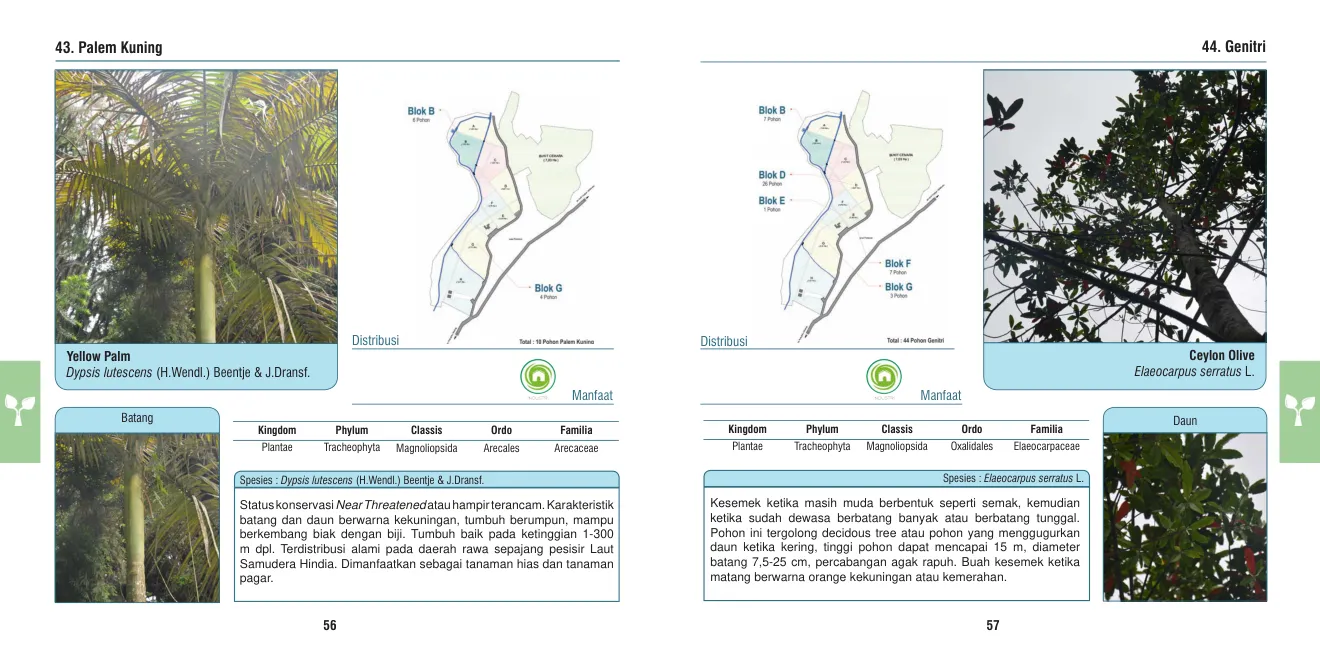 43. Palem Kuning
Blok B
6 Pohon
Blok G
4 Pohon
Distribusi
Total : 10 Pohon Palem Kuning
Yellow Palm
Dypsis lutescens (H.Wendl.) Beentje & J.Dransf.
Manfaat
Batang
Kingdom Phylum Classis Ordo Familia
Plantae Tracheophyta Magnoliopsida Arecales Arecaceae
Spesies : Dypsis lutescens (H.Wendl.) Beentje & J.Dransf.
Status konservasi Near Threatened atau hampir terancam. Karakteristik
batang dan daun berwarna kekuningan, tumbuh berumpun, mampu
berkembang biak dengan biji. Tumbuh baik pada ketinggian 1-300
m dpl. Terdistribusi alami pada daerah rawa sepajang pesisir Laut
Samudera Hindia. Dimanfaatkan sebagai tanaman hias dan tanaman
pagar.
56
44. Genitri
Blok B
7 Pohon
Blok D
26 Pohon
Blok E
1 Pohon
Blok F
7 Pohon
Blok G
3 Pohon
Distribusi
Total : 44 Pohon Genitri
Ceylon Olive
Elaeocarpus serratus L.
Manfaat
Daun
Kingdom Phylum Classis Ordo Familia
Plantae Tracheophyta Magnoliopsida Oxalidales Elaeocarpaceae
Spesies : Elaeocarpus serratus L.
Kesemek ketika masih muda berbentuk seperti semak, kemudian
ketika sudah dewasa berbatang banyak atau berbatang tunggal.
Pohon ini tergolong decidous tree atau pohon yang menggugurkan
daun ketika kering, tinggi pohon dapat mencapai 15 m, diameter
batang 7,5-25 cm, percabangan agak rapuh. Buah kesemek ketika
matang berwarna orange kekuningan atau kemerahan.
57